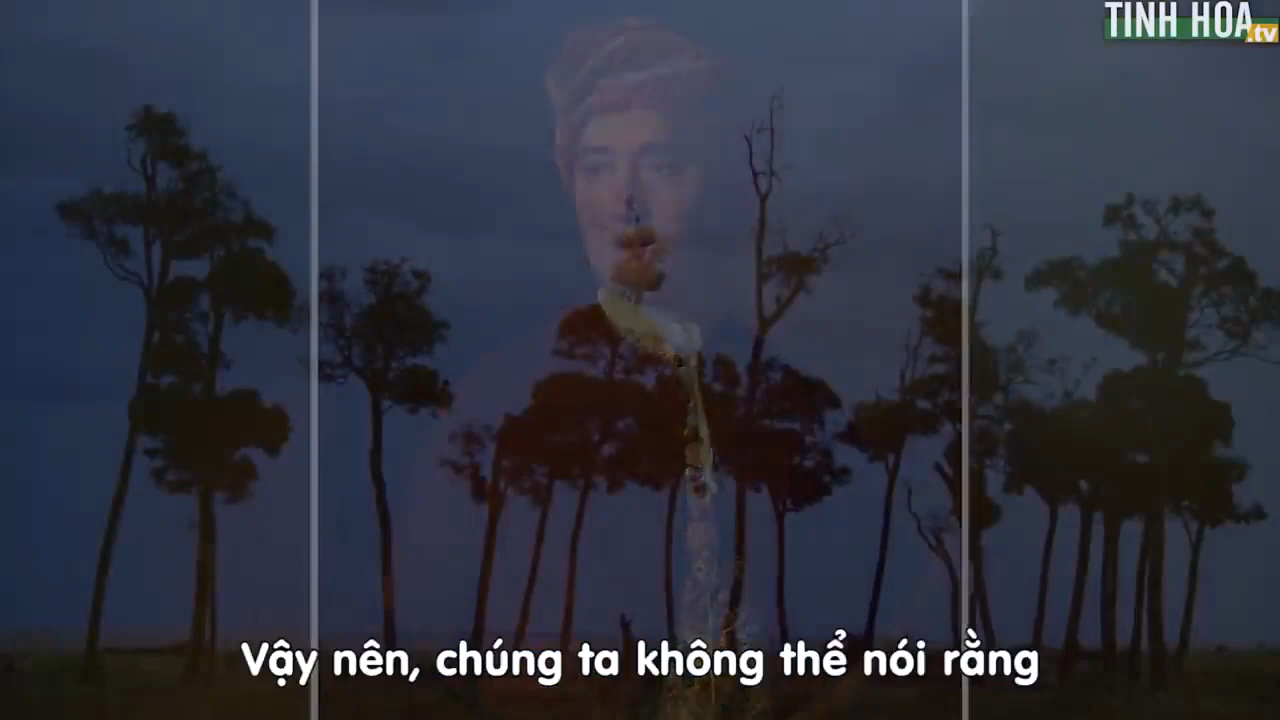 TINH HOA
.tv
Vậy nên, chúng ta không thể nói rằng